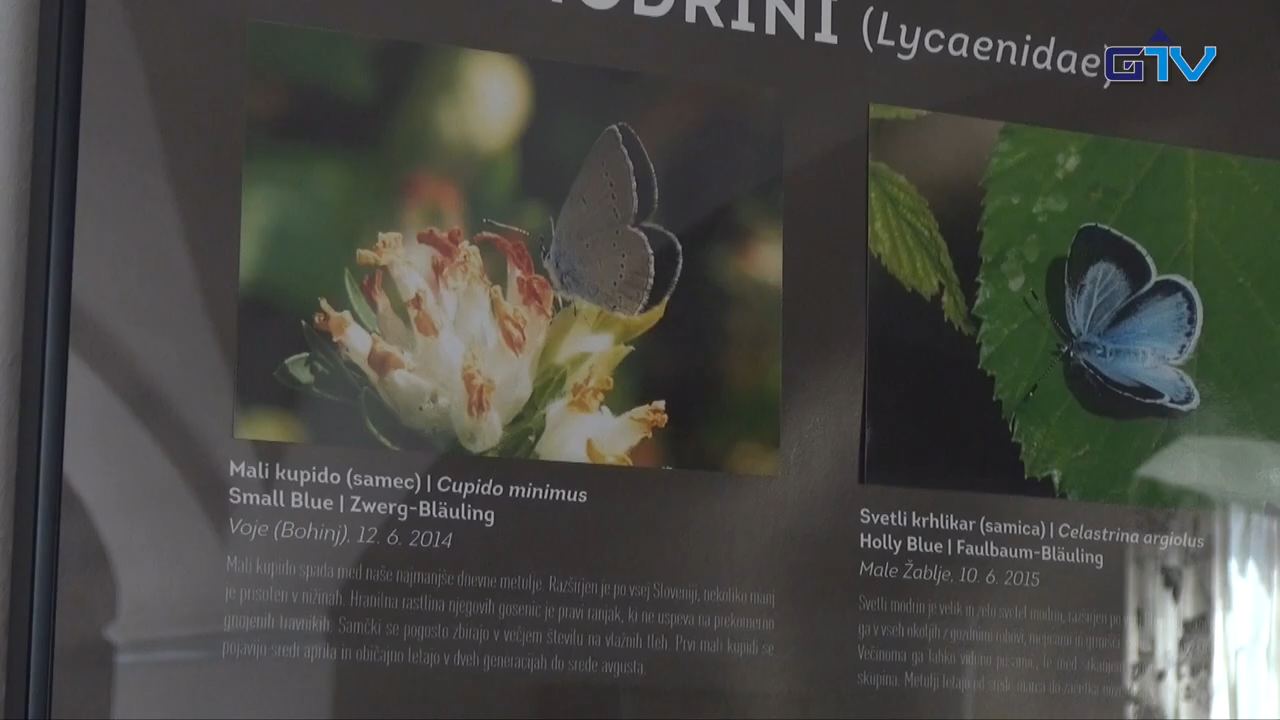 MODRINI (Lycaenidae)
GTV
Mali kupido (samec) | Cupido minimus
Small Blue | Zwerg-Bläuling
Voje (Bohinj), 12. 6. 2014
Mali kupido spada med naše najmanjše dnevne metulje. Razširjen je po vsej Sloveniji, nekoliko manj
je prisoten v nižinah. Hranilna rastlina njegovih gosenic je pravi ranjak, ki ne uspeva na prekomerno
gnojenih travnikih. Samčki se pogosto zbirajo v večjem številu na vlažnih tleh. Prvi mali kupidi se
pojavijo sredi aprila in običajno letajo v dveh generacijah do srede avgusta.
Svetli krhlikar (samica) | Celastrina argiolus
Holly Blue | Faulbaum-Bläuling
Male Žablje, 10. 6. 2015
Svetli modrin je velik in zelo svetel modrin, razširjen po
ga v vseh okoljih z gozdnimi robovi,
Večinoma ga lahko vidimo
skupina. Metulji letajo od